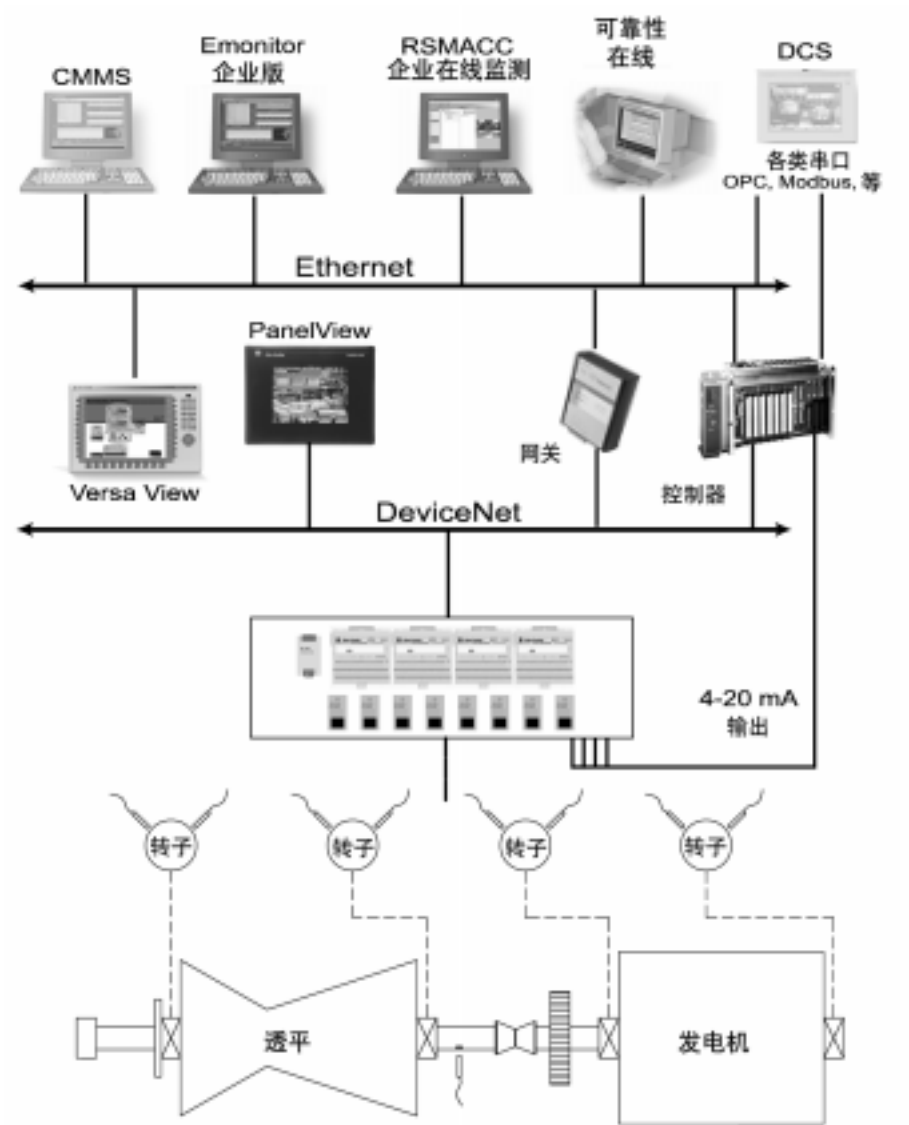 CMMS
Emonitor
企业版
RSMACC
企业在线监测
可靠性
在线
DCS
各类串口
OPC, Modbus, 等
Ethernet
PanelView
Versa View
网关
控制器
DeviceNet
4-20 mA
输出
转子
转子
转子
转子
透平
发电机